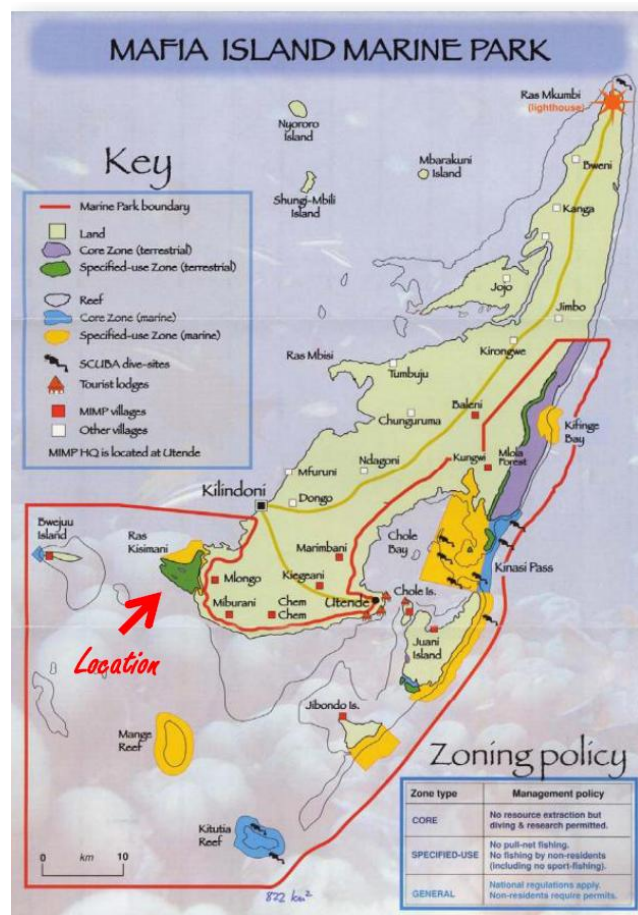 MAFIA ISLAND MARINE PARK
Ras Mkumbi
(lighthouse)
Nyororo
Island
Mbarakuni
Island
Bweni
Shungi-Mbili
Island
Kanga
Key
Marine Park boundary
Land
Core Zone (terrestrial)
Specified-use Zone (terrestrial)
Reef
Core Zone (marine)
Specified-use Zone (marine)
SCUBA dive-sites
Tourist lodges
MIMP villages
Other villages
MIMP HQ is located at Utende
Jojo
Jimbo
Ras Mbisi
Kirongwe
Tumbuju
Baleni
Chunguruma
Kifinge
Bay
Kungwi
Mlola
Forest
Ndagoni
Mfuruni
Kilindoni
Dongo
Bwejuu
Island
Ras
Kisimani
Chole
Bay
Marimbani
Kinasi Pass
Mlongo
Kiegeani
Utende
Chole Is.
Miburani
Chem
Chem
Juani
Island
Location
Jibondo Is.
Mange
Reef
Kitutia
Reef
0 km 10
822 km²
Zoning policy
Zone type Management policy
CORE No resource extraction but
diving & research permitted.
SPECIFIED-USE No pull-net fishing.
No fishing by non-residents
(including no sport-fishing).
GENERAL National regulations apply.
Non-residents require permits.